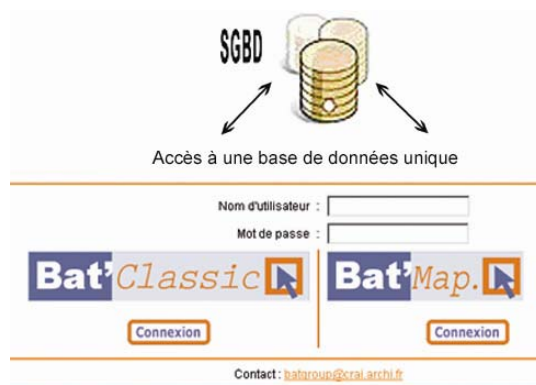 SGBD
Accès à une base de données unique
Nom d'utilisateur :
Mot de passe :
Bat'Classic Bat'Map.
Connexion Connexion
Contact : batgroup@crai.archi.fr